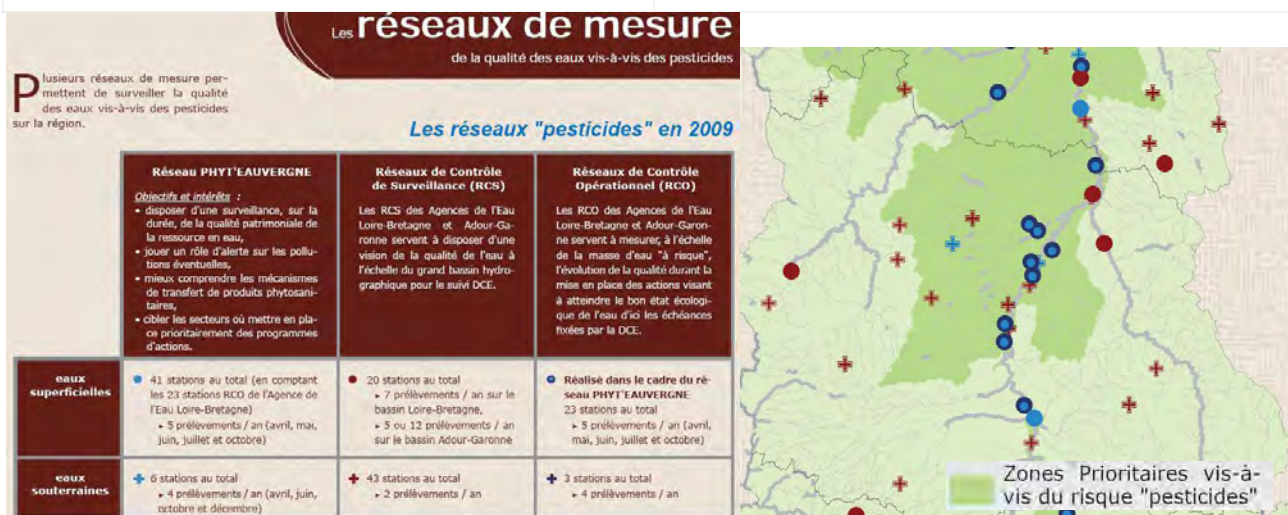 Les réseaux de mesure
de la qualité des eaux vis-à-vis des pesticides
Plusieurs réseaux de mesure per-
mettent de surveiller la qualité
des eaux vis-à-vis des pesticides
sur la région.
Les réseaux "pesticides" en 2009
Réseau PHYT'EAUVERGNE
Objectifs et intérêts :
• disposer d'une surveillance, sur la
durée, de la qualité patrimoniale de
la ressource en eau,
• jouer un rôle d'alerte sur les pollu-
tions éventuelles,
• mieux comprendre les mécanismes
de transfert de produits phytosani-
taires,
• cibler les secteurs où mettre en pla-
ce prioritairement des programmes
d'actions.
Réseaux de Contrôle
de Surveillance (RCS)
Les RCS des Agences de l'Eau
Loire-Bretagne et Adour-Ga-
ronne servent à disposer d'une
vision de la qualité de l'eau à
l'échelle du grand bassin hydro-
graphique pour le suivi DCE.
Réseaux de Contrôle
Opérationnel (RCO)
Les RCO des Agences de l'Eau
Loire-Bretagne et Adour-Garon-
ne servent à mesurer, à l'échelle
de la masse d'eau "à risque",
l'évolution de la qualité durant la
mise en place des actions visant
à atteindre le bon état écologi-
que de l'eau d'ici les échéances
fixées par la DCE.
eaux
superficielles
41 stations au total (en comptant
les 23 stations RCO de l'Agence de
l'Eau Loire-Bretagne)
▸ 5 prélèvements / an (avril, mai,
juin, juillet et octobre)
20 stations au total
▸ 7 prélèvements / an sur le
bassin Loire-Bretagne,
▸ 5 ou 12 prélèvements / an
sur le bassin Adour-Garonne
Réalisé dans le cadre du ré-
seau PHYT'EAUVERGNE
23 stations au total
▸ 5 prélèvements / an (avril,
mai, juin, juillet et octobre)
eaux
souterraines
6 stations au total
▸ 4 prélèvements / an (avril, juin,
octobre et décembre)
43 stations au total
▸ 2 prélèvements / an
3 stations au total
▸ 4 prélèvements / an
Zones Prioritaires vis-à-
vis du risque "pesticides"